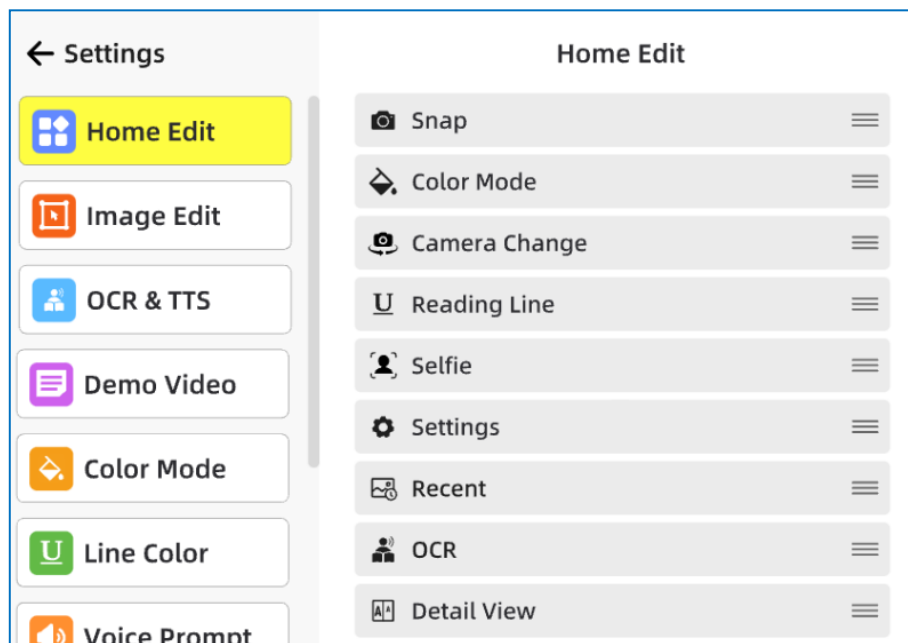 Settings
Home Edit
Image Edit
OCR & TTS
Demo Video
Color Mode
Line Color
Voice Prompt
Home Edit
Snap
Color Mode
Camera Change
U Reading Line
Selfie
Settings
Recent
OCR
Detail View